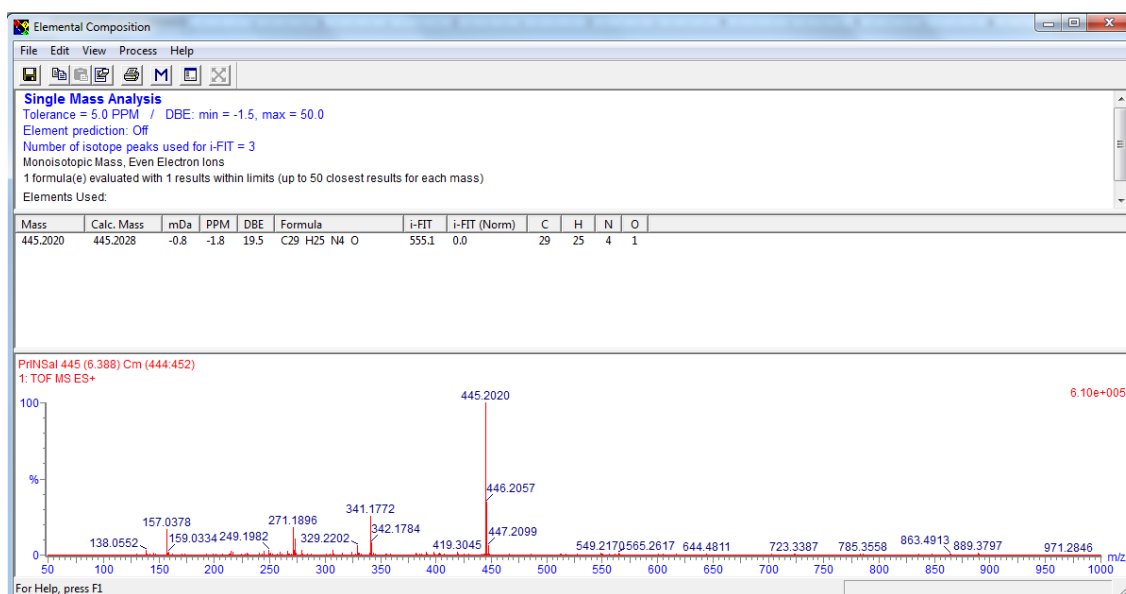 Elemental Composition
File Edit View Process Help
M
Single Mass Analysis
Tolerance = 5.0 PPM / DBE: min = -1.5, max = 50.0
Element prediction: Off
Number of isotope peaks used for i-FIT = 3
Monoisotopic Mass, Even Electron Ions
1 formula(e) evaluated with 1 results within limits (up to 50 closest results for each mass)
Elements Used:
Mass Calc. Mass mDa PPM DBE Formula i-FIT i-FIT (Norm) C H N O
445.2020 445.2028 -0.8 -1.8 19.5 C29 H25 N4 O 555.1 0.0 29 25 4 1
PrINSal 445 (6.388) Cm (444:452)
1: TOF MS ES+
6.10e+005
445.2020
100
%
446.2057
341.1772
157.0378 271.1896 342.1784
138.0552 159.0334 249.1982 329.2202 419.3045 447.2099 549.2170 565.2617 644.4811 723.3387 785.3558 863.4913 889.3797 971.2846
0
m/z
50 100 150 200 250 300 350 400 450 500 550 600 650 700 750 800 850 900 950 1000
For Help, press F1